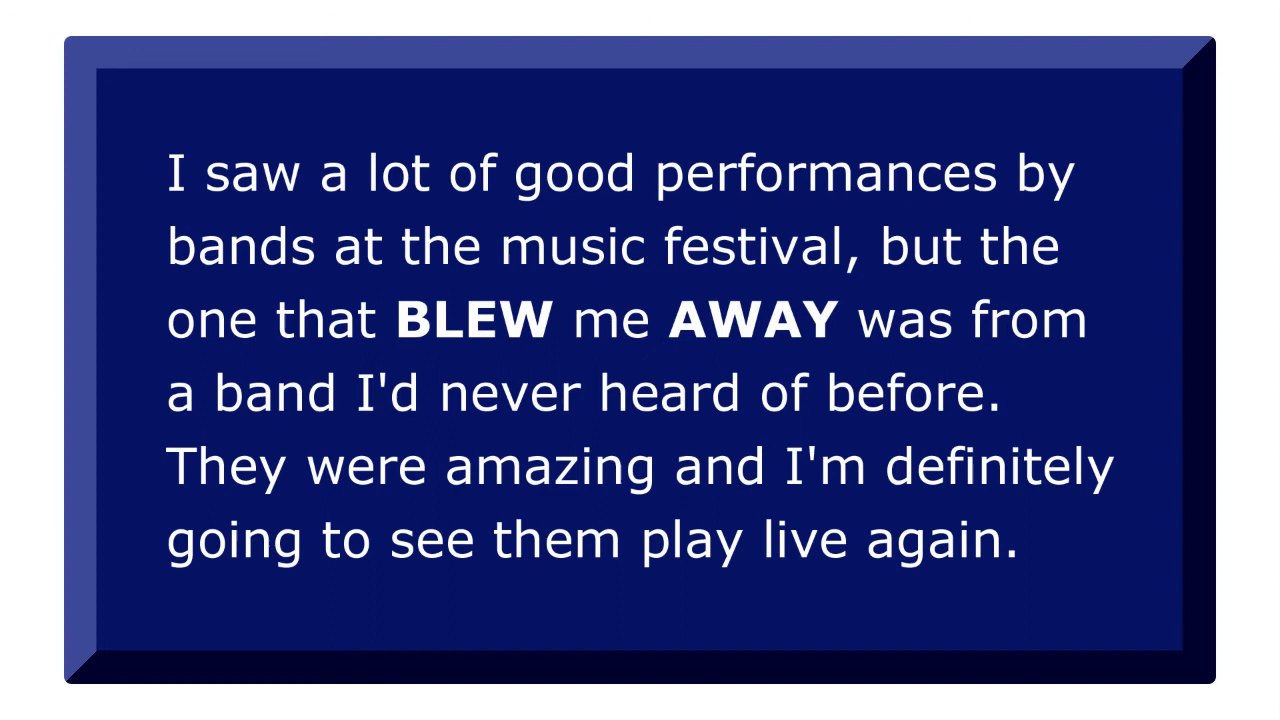 I saw a lot of good performances by
bands at the music festival, but the
one that BLEW me AWAY was from
a band I'd never heard of before.
They were amazing and I'm definitely
going to see them play live again.